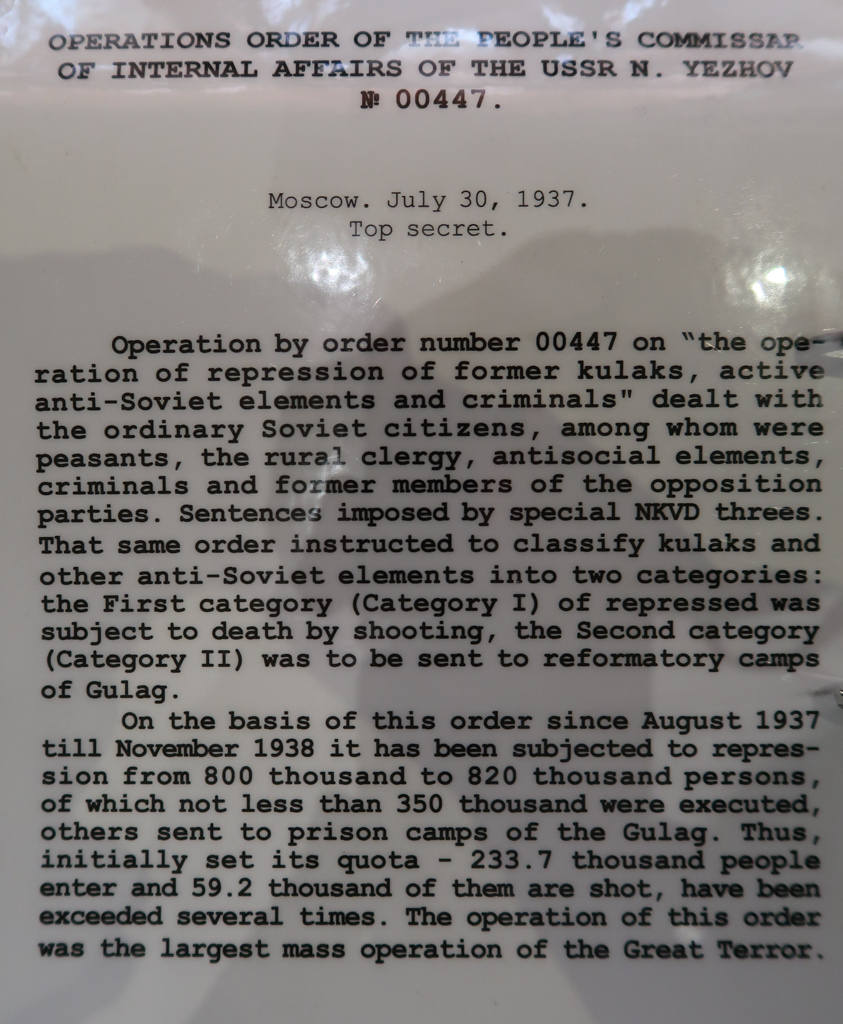 OPERATIONS ORDER OF THE PEOPLE'S COMMISSAR
OF INTERNAL AFFAIRS OF THE USSR N. YEZHOV
№ 00447.
Moscow. July 30, 1937.
Top secret.
Operation by order number 00447 on "the ope-
ration of repression of former kulaks, active
anti-Soviet elements and criminals" dealt with
the ordinary Soviet citizens, among whom were
peasants, the rural clergy, antisocial elements,
criminals and former members of the opposition
parties. Sentences imposed by special NKVD threes.
That same order instructed to classify kulaks and
other anti-Soviet elements into two categories:
the First category (Category I) of repressed was
subject to death by shooting, the Second category
(Category II) was to be sent to reformatory camps
of Gulag.
On the basis of this order since August 1937
till November 1938 it has been subjected to repres-
sion from 800 thousand to 820 thousand persons,
of which not less than 350 thousand were executed,
others sent to prison camps of the Gulag. Thus,
initially set its quota - 233.7 thousand people
enter and 59.2 thousand of them are shot, have been
exceeded several times. The operation of this order
was the largest mass operation of the Great Terror.